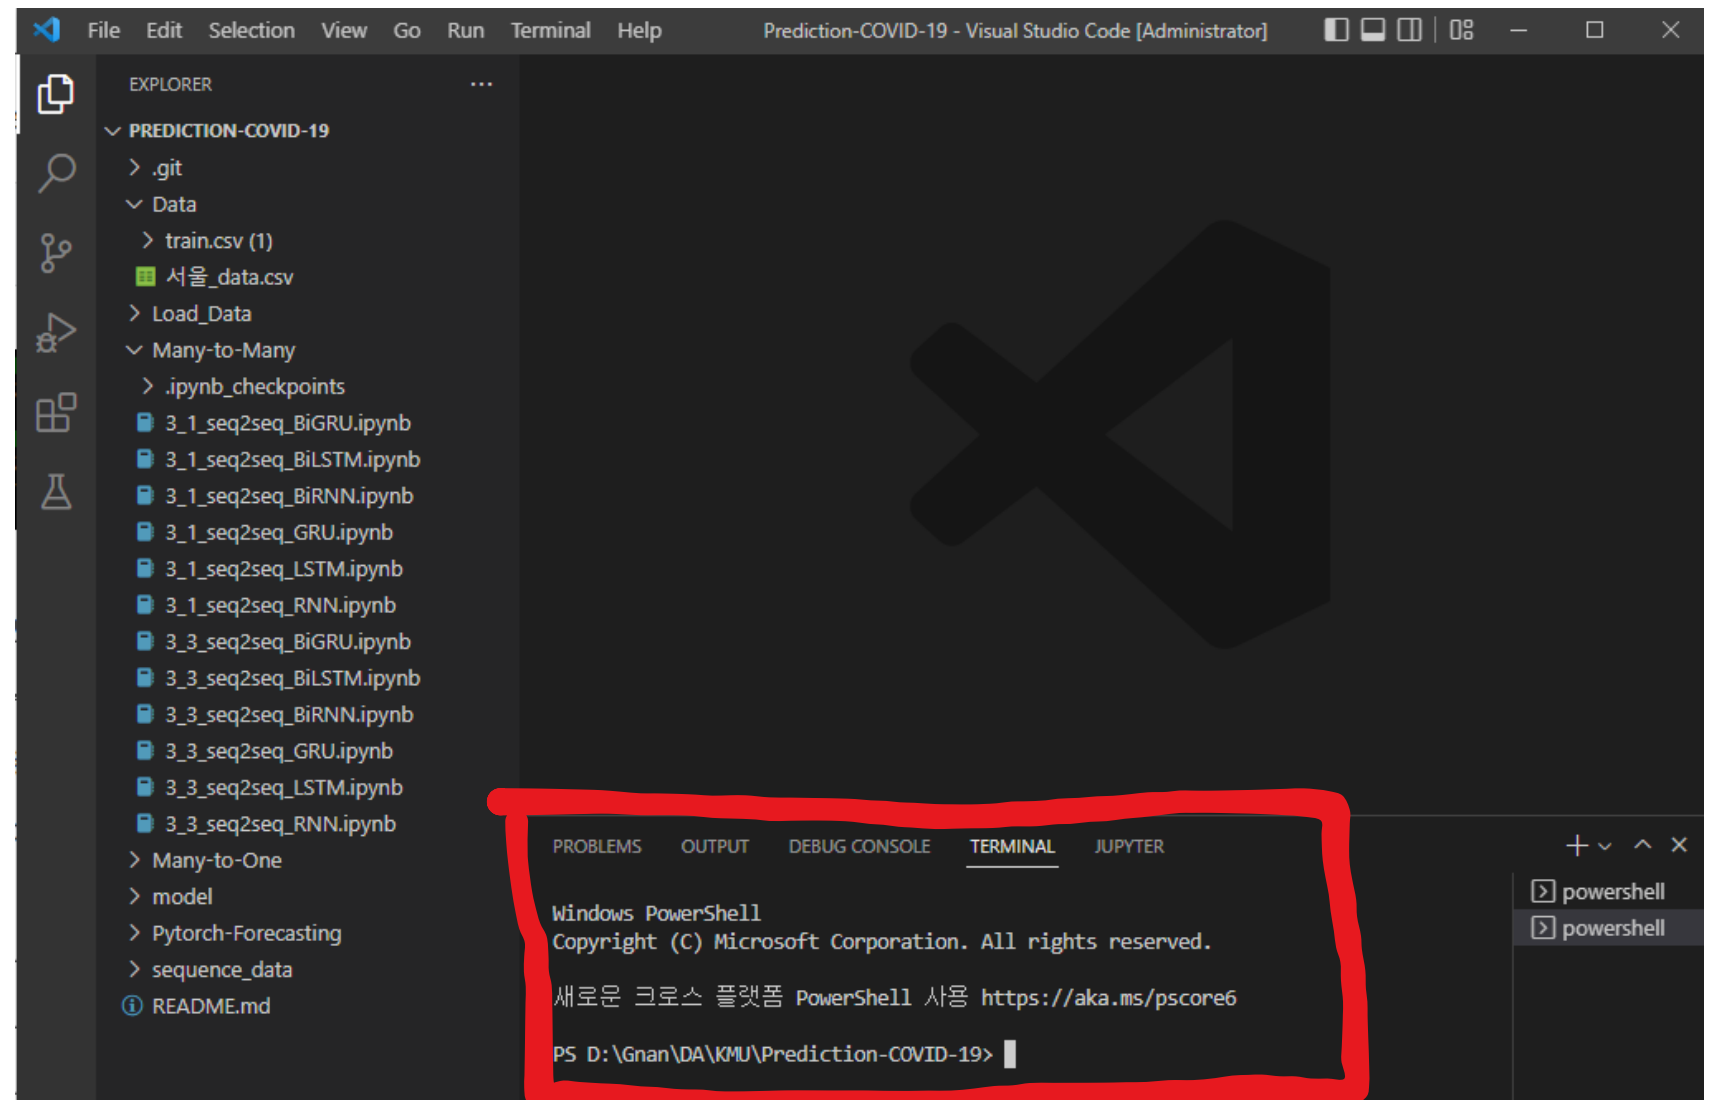 File Edit Selection View Go Run Terminal Help Prediction-COVID-19 - Visual Studio Code [Administrator]
EXPLORER ...
PREDICTION-COVID-19
.git
Data
train.csv (1)
서울_data.csv
Load_Data
Many-to-Many
.ipynb_checkpoints
3_1_seq2seq_BiGRU.ipynb
3_1_seq2seq_BiLSTM.ipynb
3_1_seq2seq_BiRNN.ipynb
3_1_seq2seq_GRU.ipynb
3_1_seq2seq_LSTM.ipynb
3_1_seq2seq_RNN.ipynb
3_3_seq2seq_BiGRU.ipynb
3_3_seq2seq_BiLSTM.ipynb
3_3_seq2seq_BiRNN.ipynb
3_3_seq2seq_GRU.ipynb
3_3_seq2seq_LSTM.ipynb
3_3_seq2seq_RNN.ipynb
Many-to-One
model
Pytorch-Forecasting
sequence_data
README.md
PROBLEMS OUTPUT DEBUG CONSOLE TERMINAL JUPYTER
Windows PowerShell
Copyright (C) Microsoft Corporation. All rights reserved.
새로운 크로스 플랫폼 PowerShell 사용 https://aka.ms/pscore6
PS D:\Gnan\DA\KMU\Prediction-COVID-19>
powershell
powershell